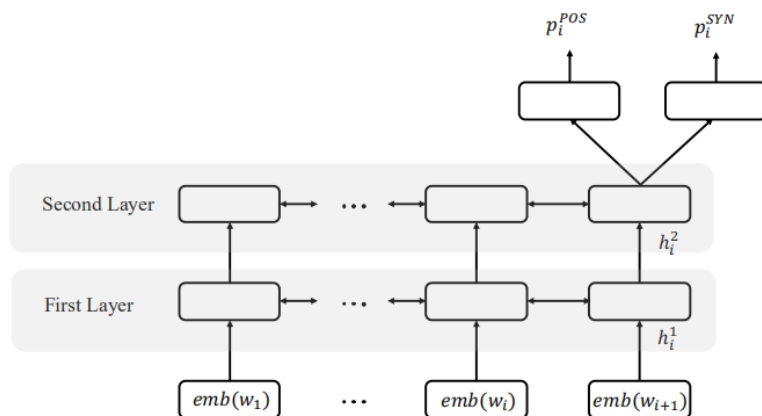 p_i^{POS} p_i^{SYN}
Second Layer ... 
h_i^2
First Layer ...
h_i^1
emb(w_1) ... emb(w_i) emb(w_{i+1})